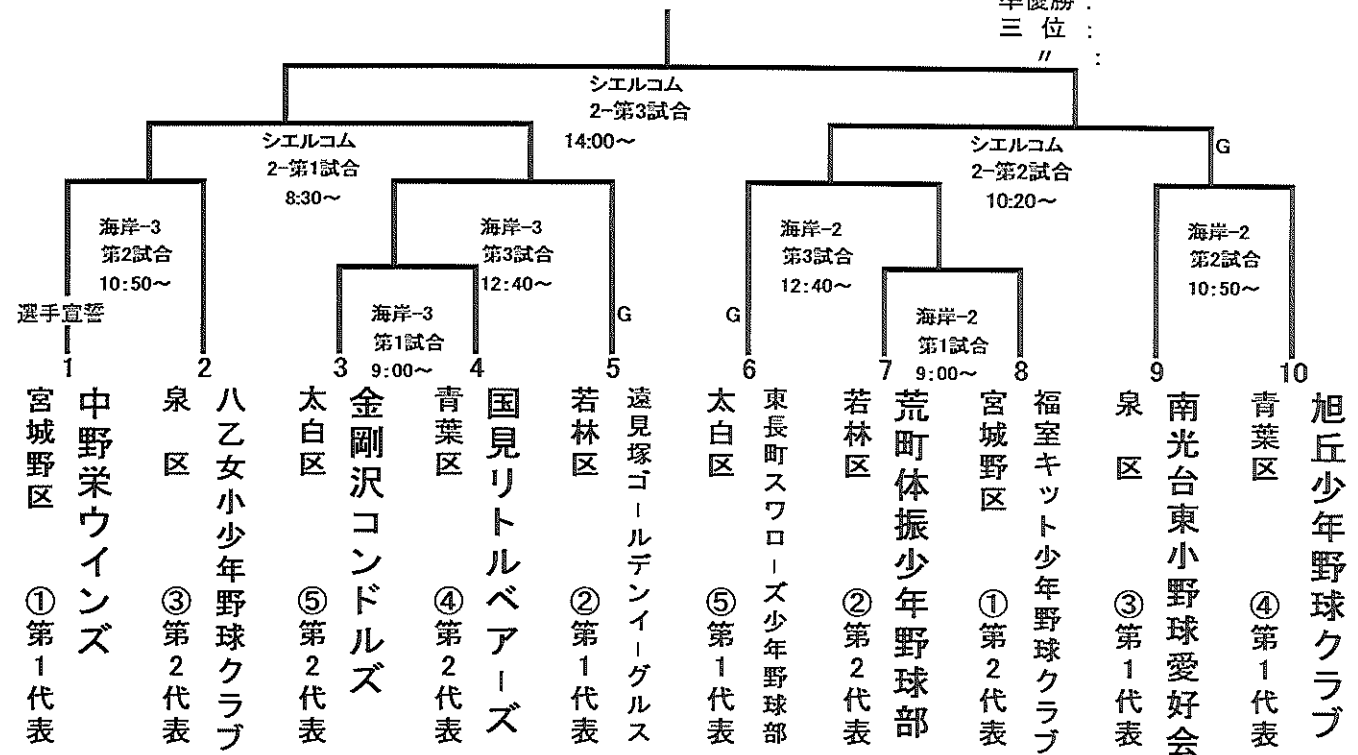 準優勝：
三 位 ：
〃 ：
シエルコム
2-第3試合
14:00～
シエルコム
2-第1試合
8:30～
シエルコム
2-第2試合
10:20～
G
海岸-3
第2試合
10:50～
海岸-3
第3試合
12:40～
海岸-2
第3試合
12:40～
海岸-2
第2試合
10:50～
選手宣誓
海岸-3
第1試合
9:00～
G
G
海岸-2
第1試合
9:00～
1
宮城野区 ①第1代表
中野栄ウインズ
2
泉 区 ③第2代表
八乙女小少年野球クラブ
3
太白区 ⑤第2代表
金剛沢コンドルズ
4
青葉区 ④第2代表
国見リトルベアーズ
5
若林区 ②第1代表
遠見塚ゴールデンイーグルス
6
太白区 ⑤第1代表
東長町スワローズ少年野球部
7
若林区 ②第2代表
荒町体振少年野球部
8
宮城野区 ①第2代表
福室キット少年野球クラブ
9
泉 区 ③第1代表
南光台東小野球愛好会
10
青葉区 ④第1代表
旭丘少年野球クラブ